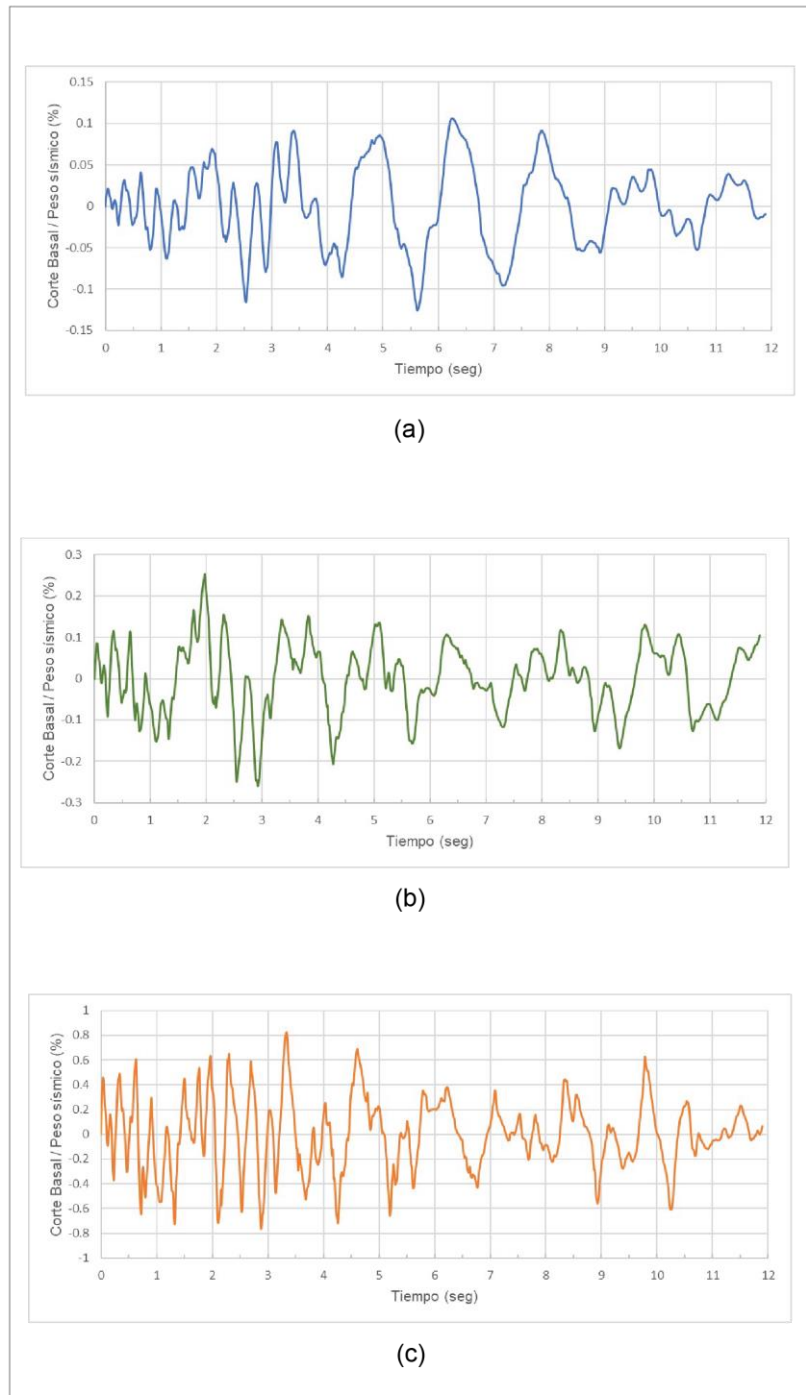 Corte Basal / Peso sísmico (%)
0.15
0.1
0.05
0
-0.05
-0.1
-0.15
0 1 2 3 4 5 6 7 8 9 10 11 12
Tiempo (seg)
(a)
Corte Basal / Peso sísmico (%)
0.3
0.2
0.1
0
-0.1
-0.2
-0.3
0 1 2 3 4 5 6 7 8 9 10 11 12
Tiempo (seg)
(b)
Corte Basal / Peso sísmico (%)
1
0.8
0.6
0.4
0.2
0
-0.2
-0.4
-0.6
-0.8
-1
0 1 2 3 4 5 6 7 8 9 10 11 12
Tiempo (seg)
(c)